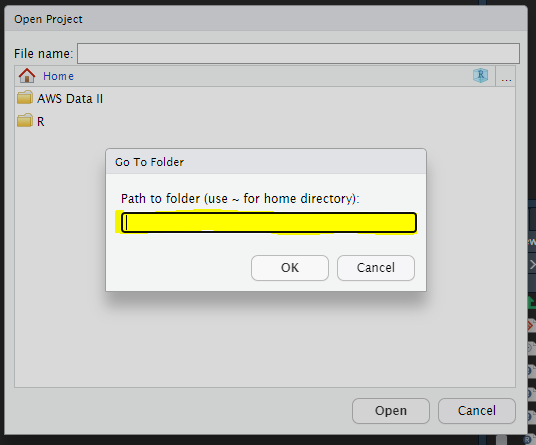 Open Project
File name:
Home
R
...
AWS Data II
R
Go To Folder
Path to folder (use ~ for home directory):
OK
Cancel
Open
Cancel